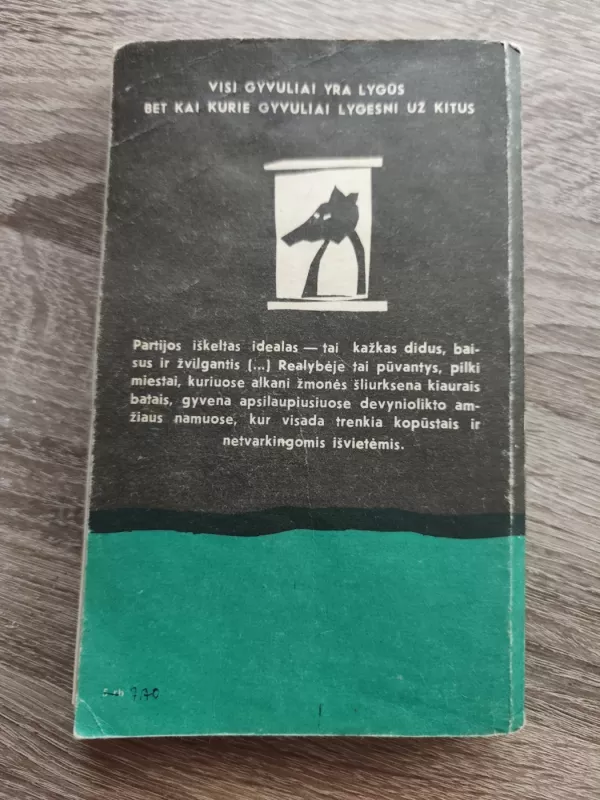 VISI GYVULIAI YRA LYGŪS
BET KAI KURIE GYVULIAI LYGESNI UŽ KITUS
Partijos iškeltas idealas — tai kažkas didus, bai-
sus ir žvilgantis (...) Realybėje tai pūvantys, pilki
miestai, kuriuose alkani žmonės šliurksena kiaurais
batais, gyvena apsilaupiusiuose devyniolikto am-
žiaus namuose, kur visada trenkia kopūstais ir
netvarkingomis išvietėmis.
7,70